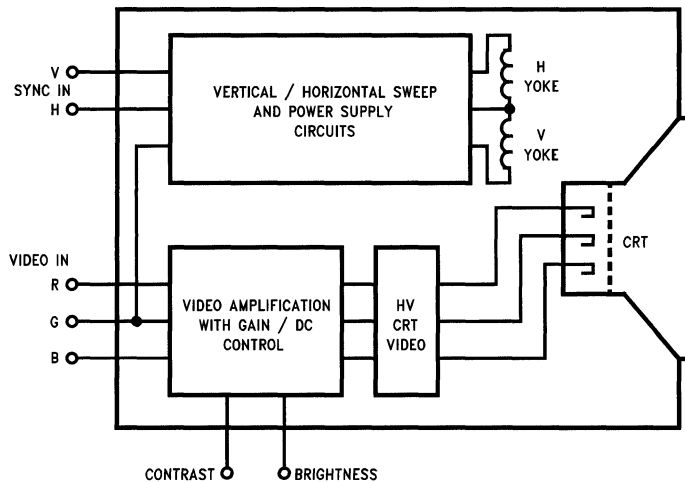 V
SYNC IN
H
VERTICAL / HORIZONTAL SWEEP
AND POWER SUPPLY
CIRCUITS
H
YOKE
V
YOKE
CRT
VIDEO IN
R
G
B
VIDEO AMPLIFICATION
WITH GAIN / DC
CONTROL
HV
CRT
VIDEO
CONTRAST
BRIGHTNESS